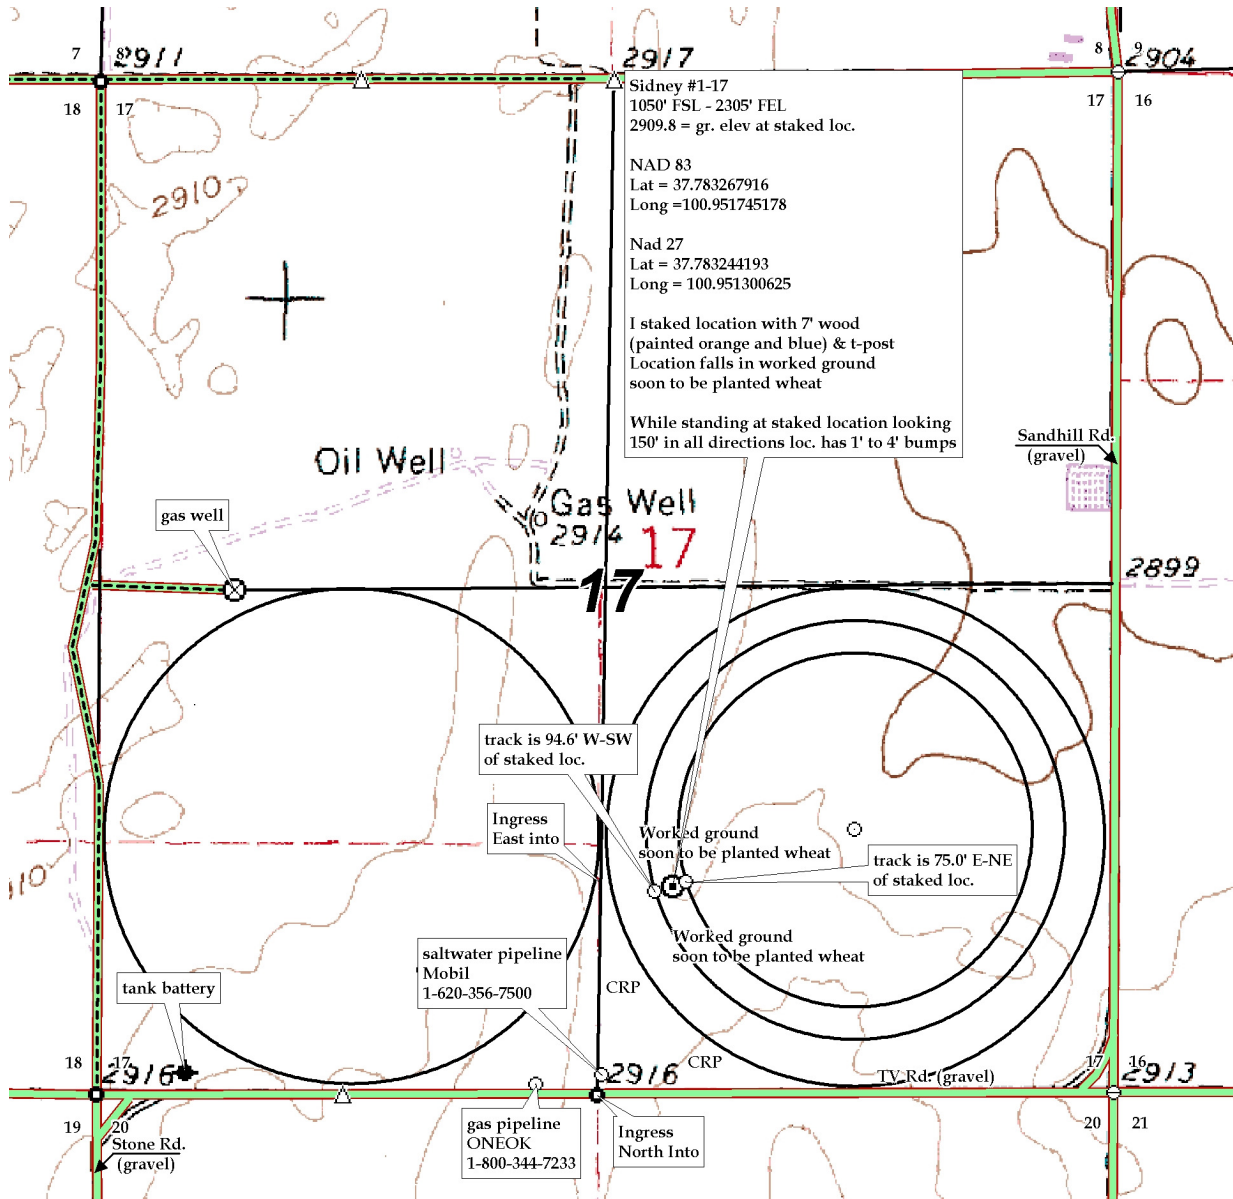 7
8
2911
2917
8
9
2904
18
17
17
16
Sidney #1-17
1050' FSL - 2305' FEL
2909.8 = gr. elev at staked loc.
NAD 83
Lat = 37.783267916
Long =100.951745178
Nad 27
Lat = 37.783244193
Long = 100.951300625
I staked location with 7' wood
(painted orange and blue) & t-post
Location falls in worked ground
soon to be planted wheat
While standing at staked location looking
150' in all directions loc. has 1' to 4' bumps
2910
Sandhill Rd.
(gravel)
Oil Well
Gas Well
2914
17
gas well
17
2899
track is 94.6' W-SW
of staked loc.
Ingress
East into
Worked ground
soon to be planted wheat
track is 75.0' E-NE
of staked loc.
910
Worked ground
soon to be planted wheat
saltwater pipeline
Mobil
1-620-356-7500
CRP
tank battery
CRP
18
17
2916
2916
TV Rd. (gravel)
17
16
2913
19
20
Stone Rd.
(gravel)
gas pipeline
ONEOK
1-800-344-7233
Ingress
North Into
20
21